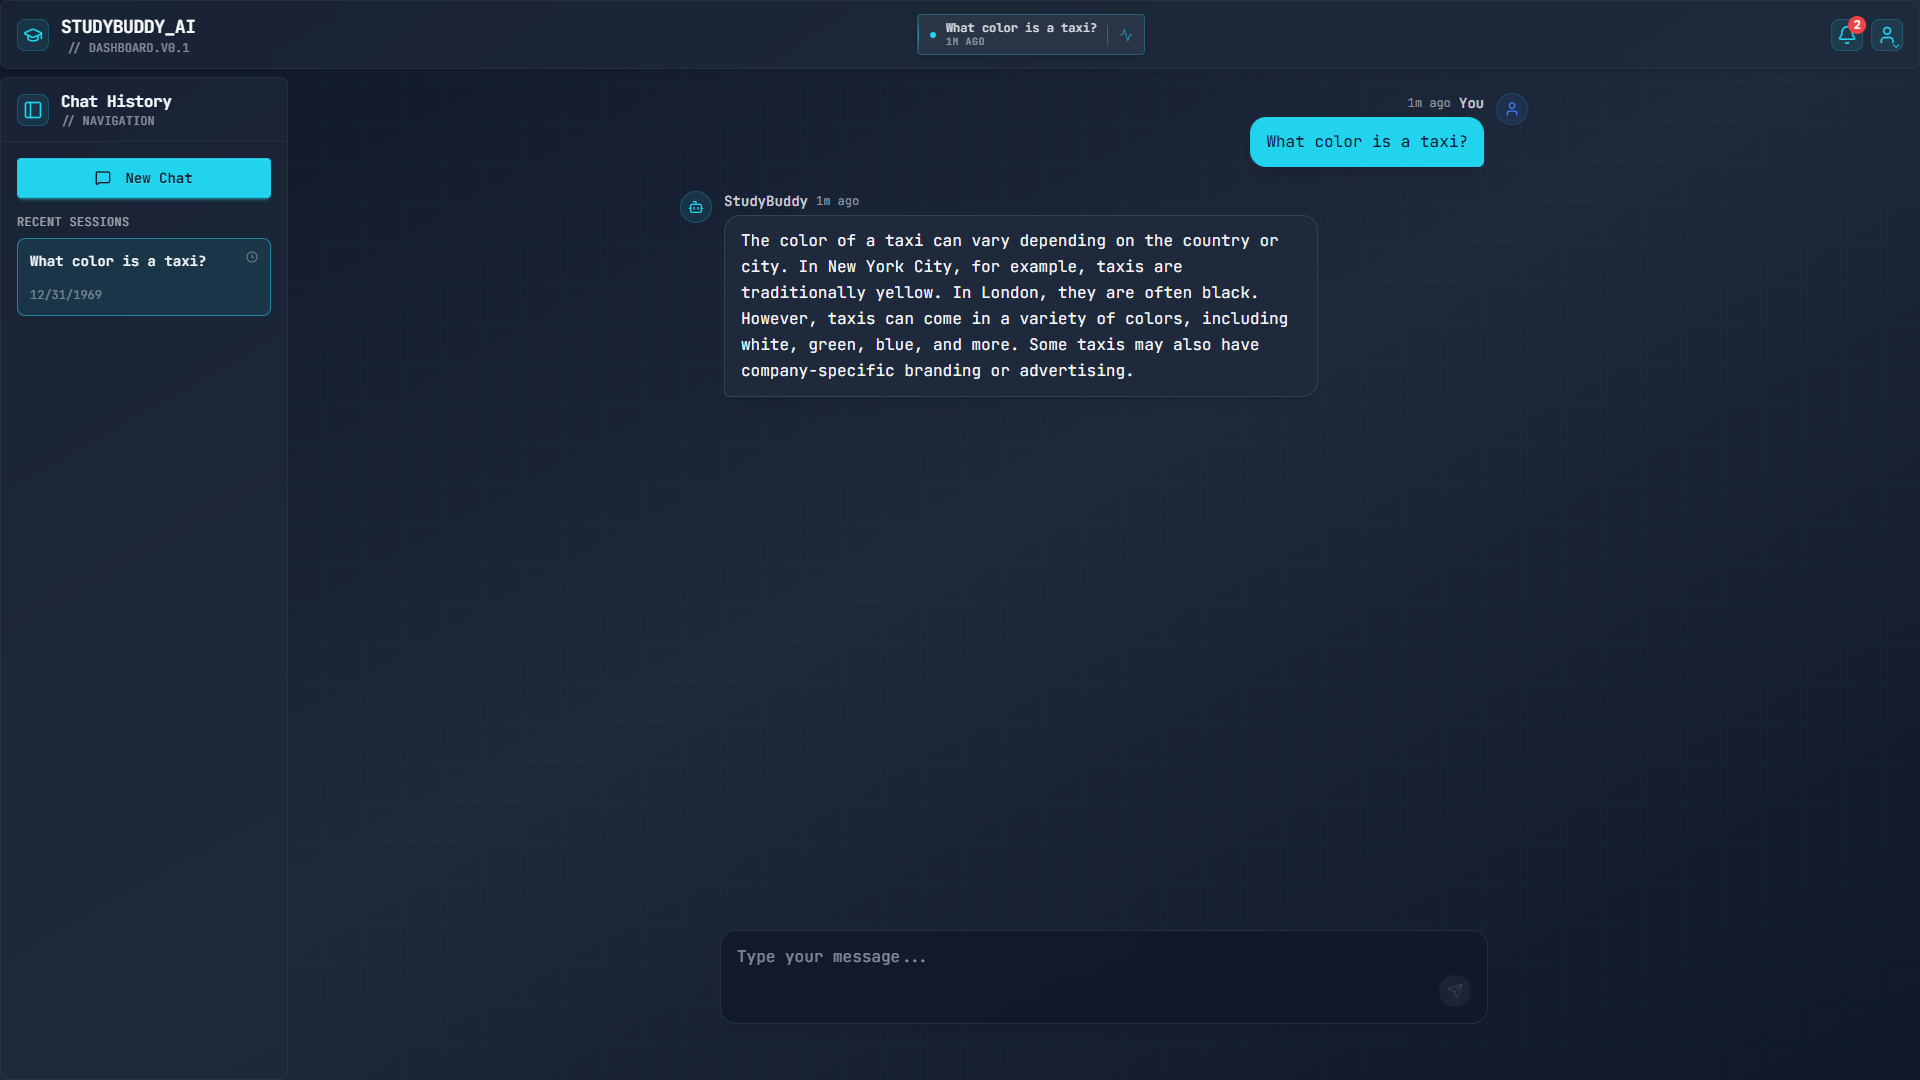 STUDYBUDDY_AI
// DASHBOARD.V0.1
What color is a taxi?
1M AGO
2
Chat History
// NAVIGATION
New Chat
RECENT SESSIONS
What color is a taxi?
12/31/1969
1m ago You
What color is a taxi?
StudyBuddy 1m ago
The color of a taxi can vary depending on the country or
city. In New York City, for example, taxis are
traditionally yellow. In London, they are often black.
However, taxis can come in a variety of colors, including
white, green, blue, and more. Some taxis may also have
company-specific branding or advertising.
Type your message...